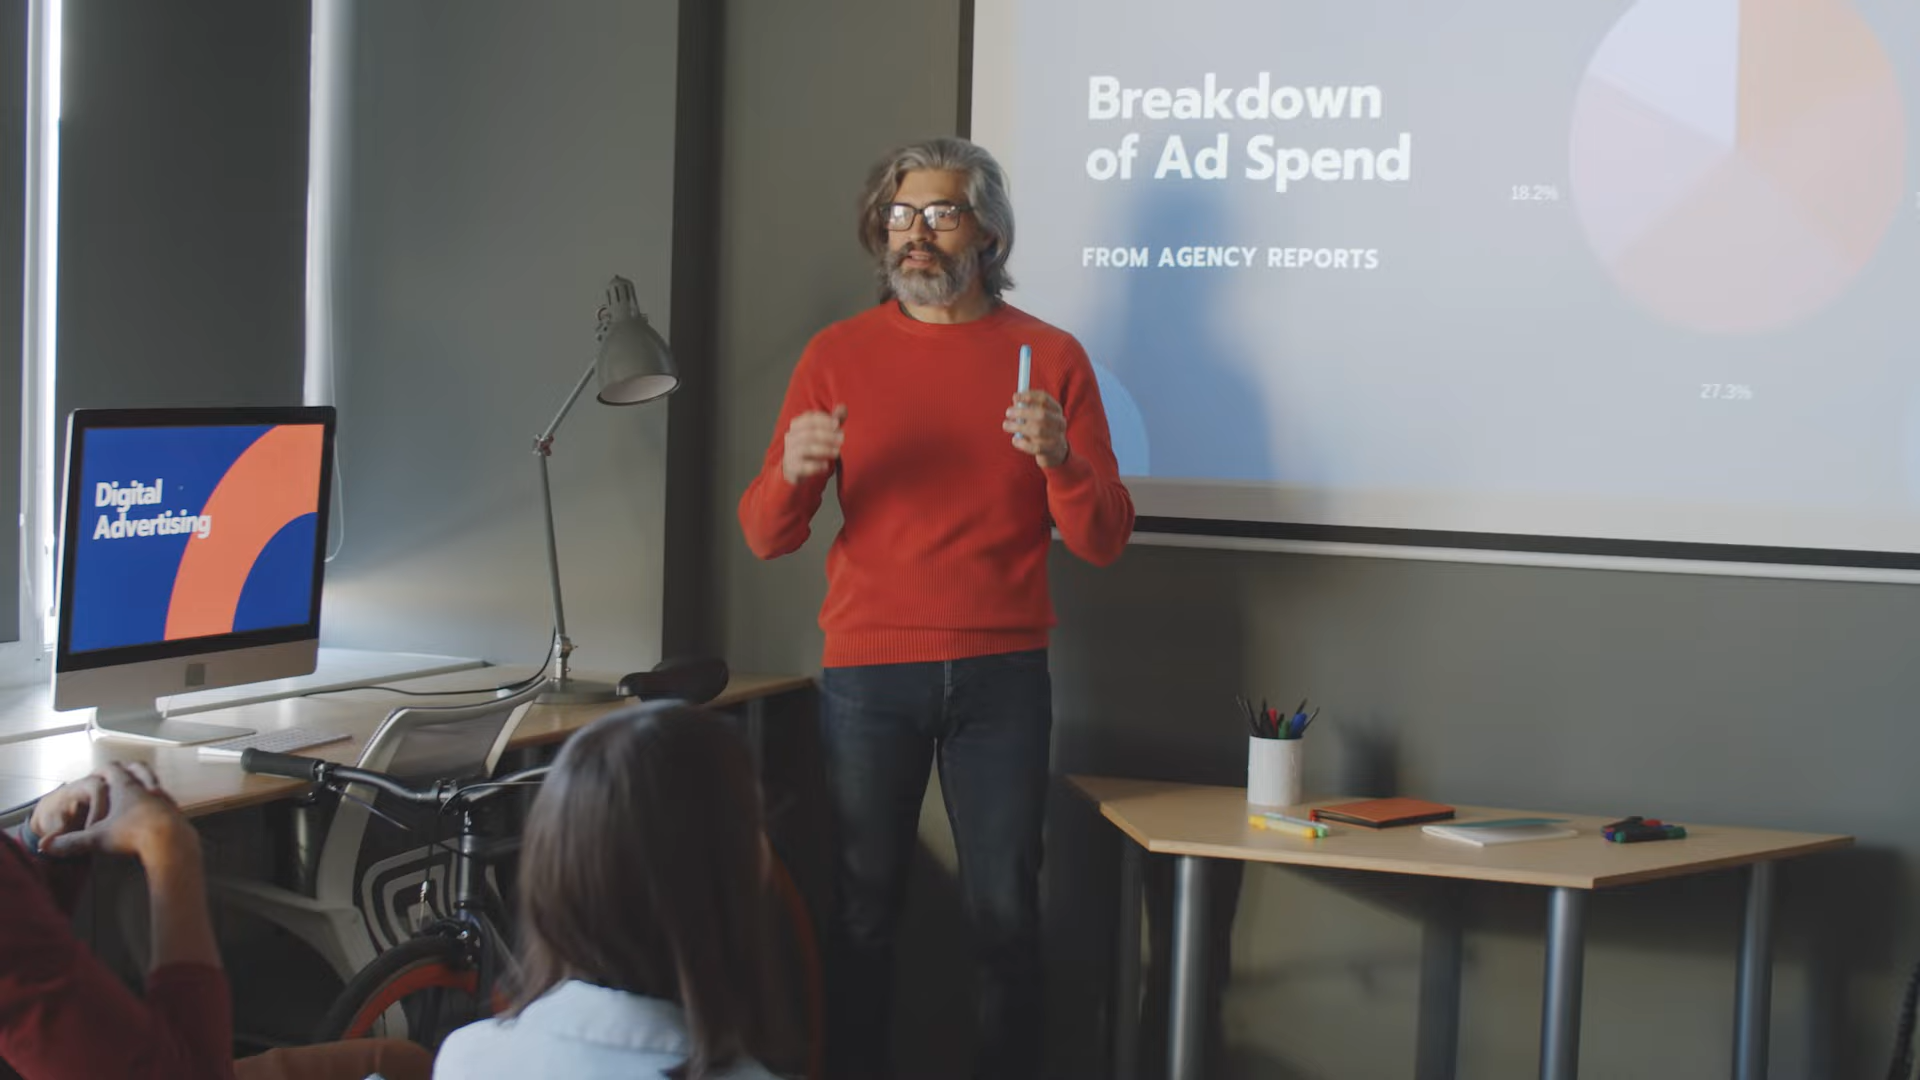 Breakdown
of Ad Spend
FROM AGENCY REPORTS
18.2%
27.3%
Digital
Advertising